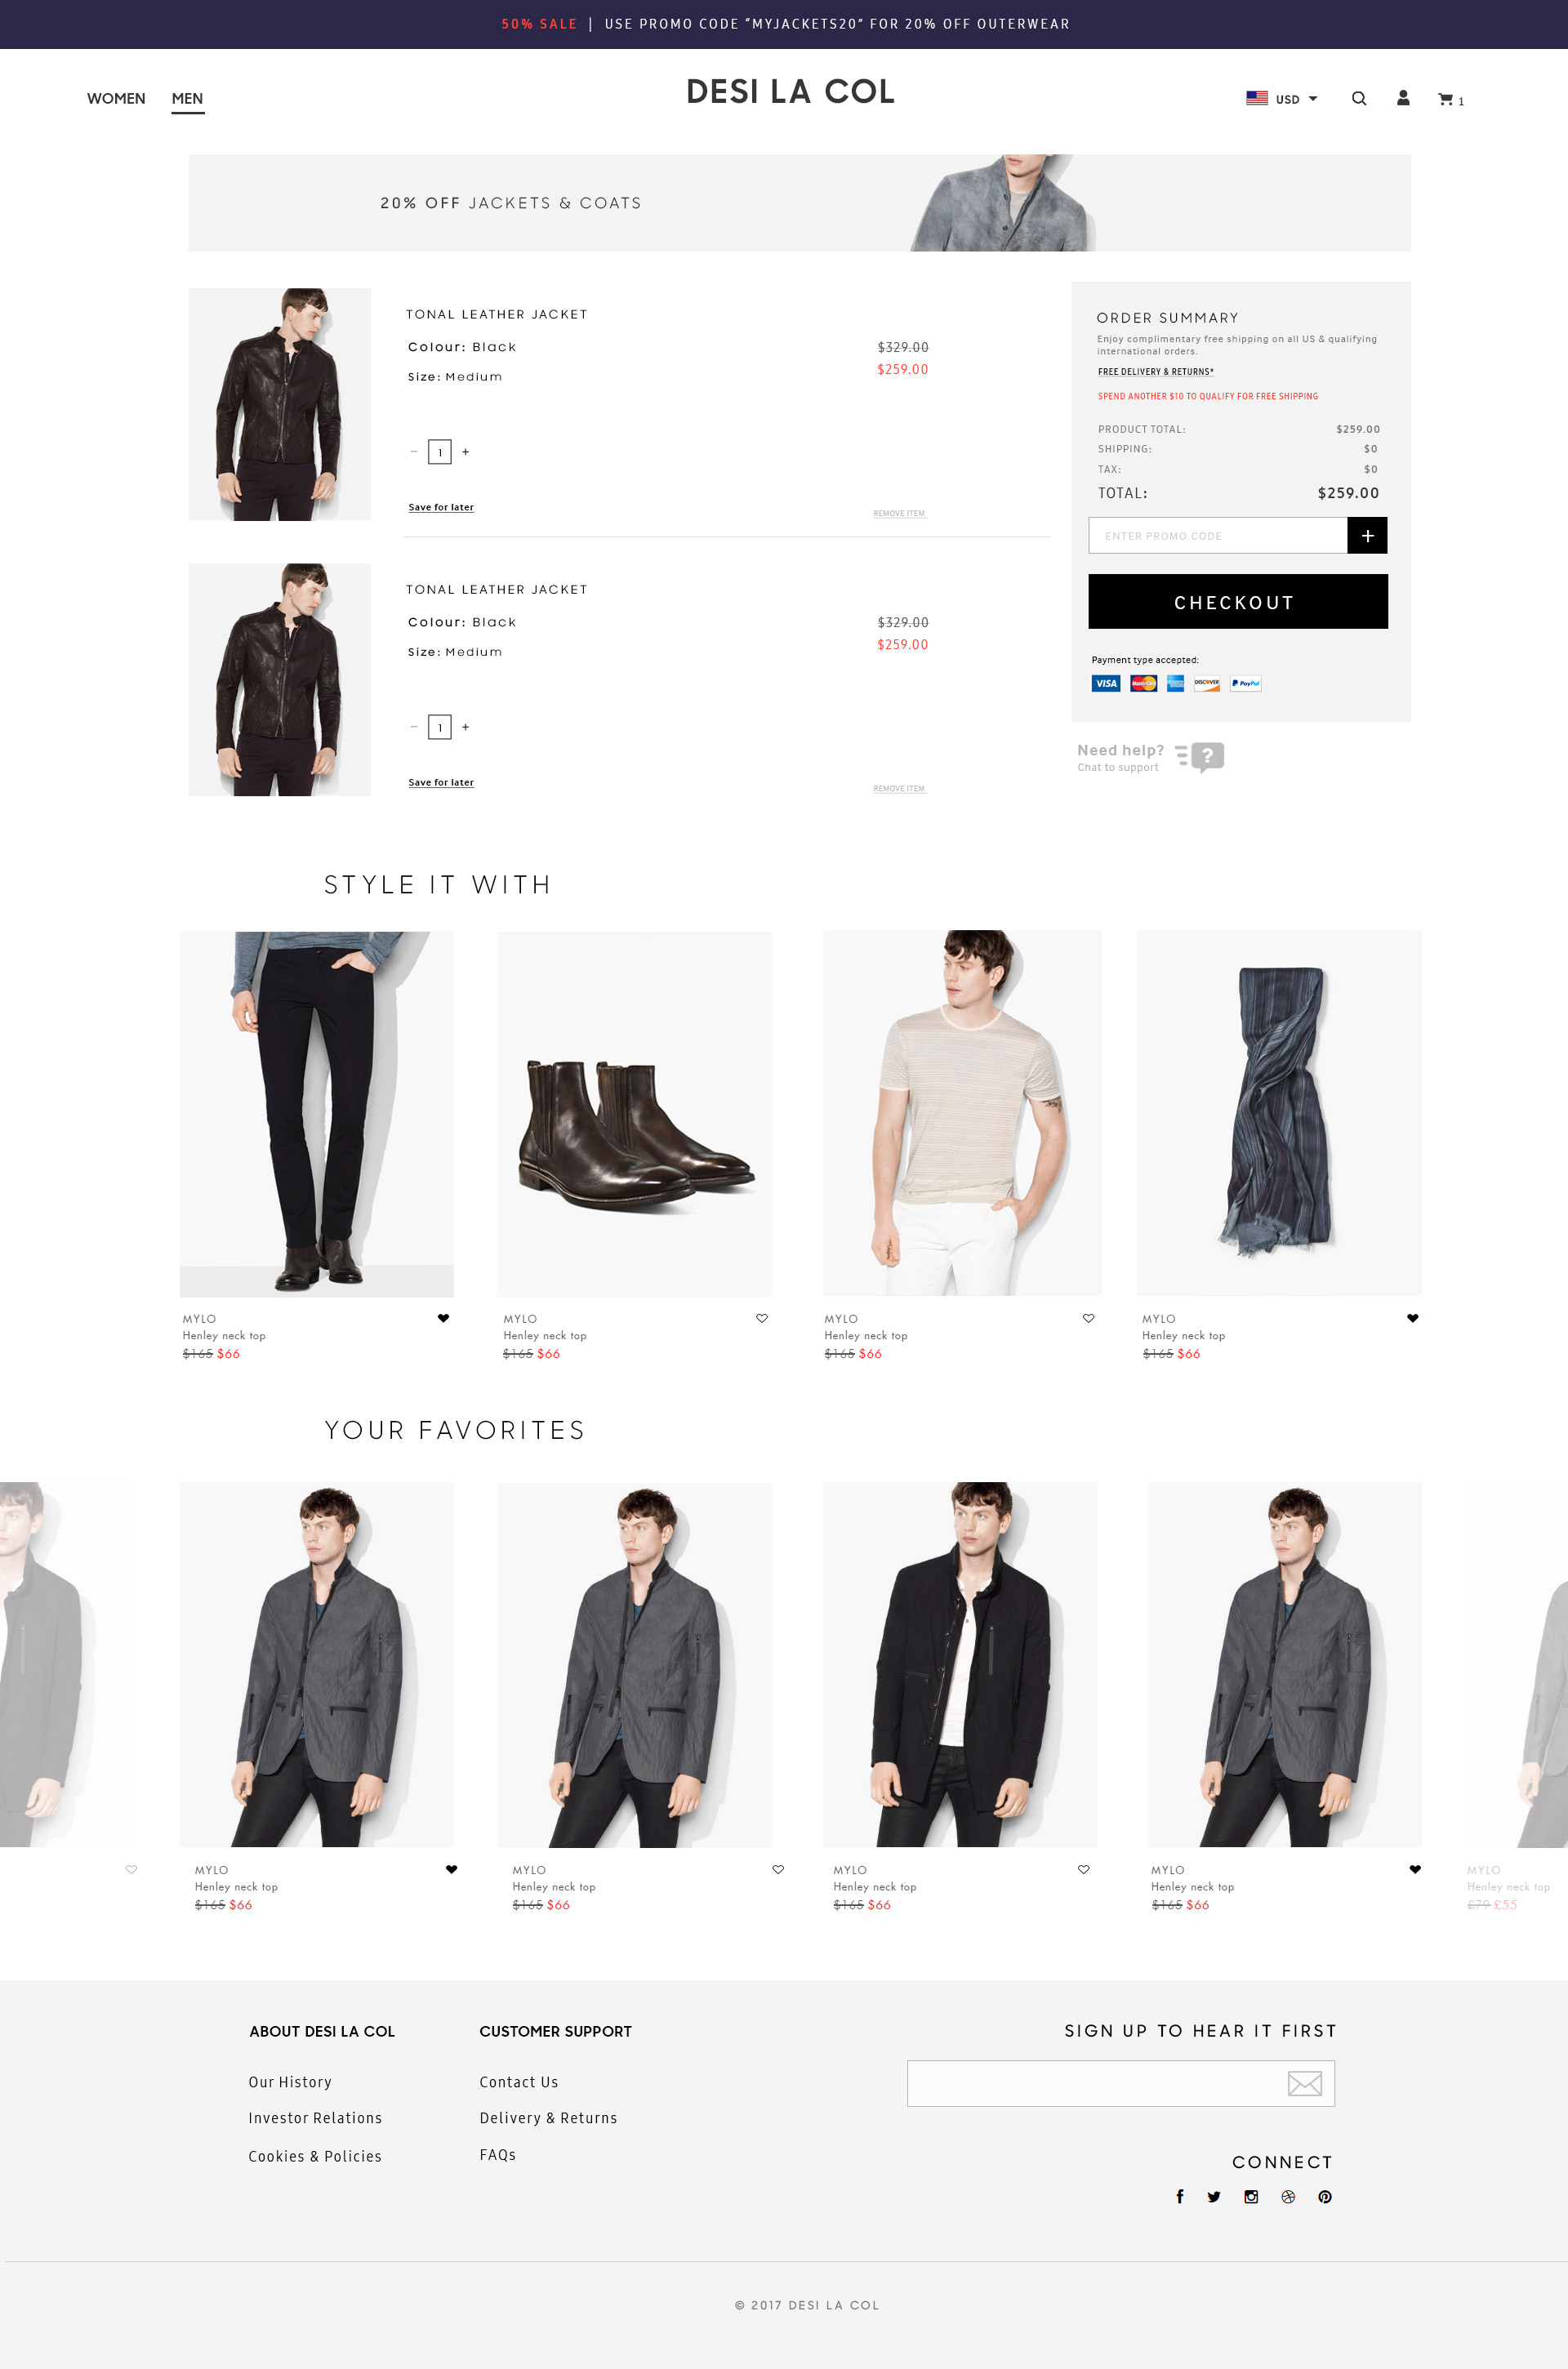 50% SALE | USE PROMO CODE “MYJACKETS20” FOR 20% OFF OUTERWEAR
WOMEN MEN
DESI LA COL
USD
1
20% OFF JACKETS & COATS
TONAL LEATHER JACKET
Colour: Black
$329.00
$259.00
Size: Medium
− 1 +
Save for later
REMOVE ITEM
TONAL LEATHER JACKET
Colour: Black
$329.00
$259.00
Size: Medium
− 1 +
Save for later
REMOVE ITEM
ORDER SUMMARY
Enjoy complimentary free shipping on all US & qualifying
international orders.
FREE DELIVERY & RETURNS*
SPEND ANOTHER $10 TO QUALIFY FOR FREE SHIPPING
PRODUCT TOTAL: $259.00
SHIPPING: $0
TAX: $0
TOTAL: $259.00
ENTER PROMO CODE +
CHECKOUT
Payment type accepted:
VISA MasterCard DISCOVER PayPal
Need help?
Chat to support
?
STYLE IT WITH
MYLO
Henley neck top
$165 $66
MYLO
Henley neck top
$165 $66
MYLO
Henley neck top
$165 $66
MYLO
Henley neck top
$165 $66
YOUR FAVORITES
MYLO
Henley neck top
$165 $66
MYLO
Henley neck top
$165 $66
MYLO
Henley neck top
$165 $66
MYLO
Henley neck top
$165 $66
MYLO
Henley neck top
£79 £55
ABOUT DESI LA COL
Our History
Investor Relations
Cookies & Policies
CUSTOMER SUPPORT
Contact Us
Delivery & Returns
FAQs
SIGN UP TO HEAR IT FIRST
CONNECT
© 2017 DESI LA COL